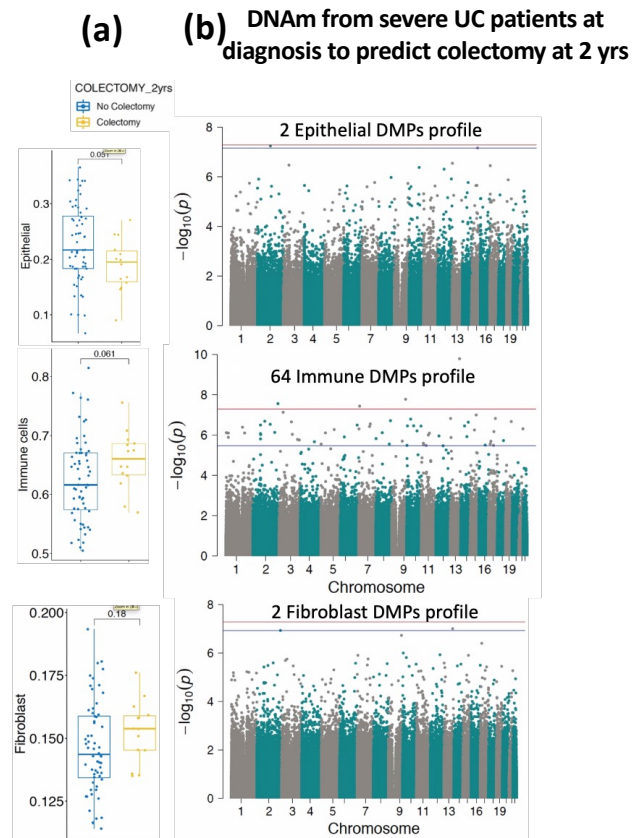 (a)
(b)
DNAm from severe UC patients at
diagnosis to predict colectomy at 2 yrs
COLECTOMY_2yrs
No Colectomy
Colectomy
0.051
Epithelial
0.3
0.2
0.1
2 Epithelial DMPs profile
−log10(p)
8
6
4
2
0
1 2 3 4 5 7 8 10 12 14 16 19
0.061
Immune cells
0.8
0.7
0.6
0.5
64 Immune DMPs profile
−log10(p)
10
8
6
4
2
0
1 2 3 4 5 7 9 11 13 16 19
Chromosome
0.18
Fibroblast
0.200
0.175
0.150
0.125
2 Fibroblast DMPs profile
−log10(p)
8
6
4
2
0
1 2 3 4 5 7 9 11 13 16 19
Chromosome